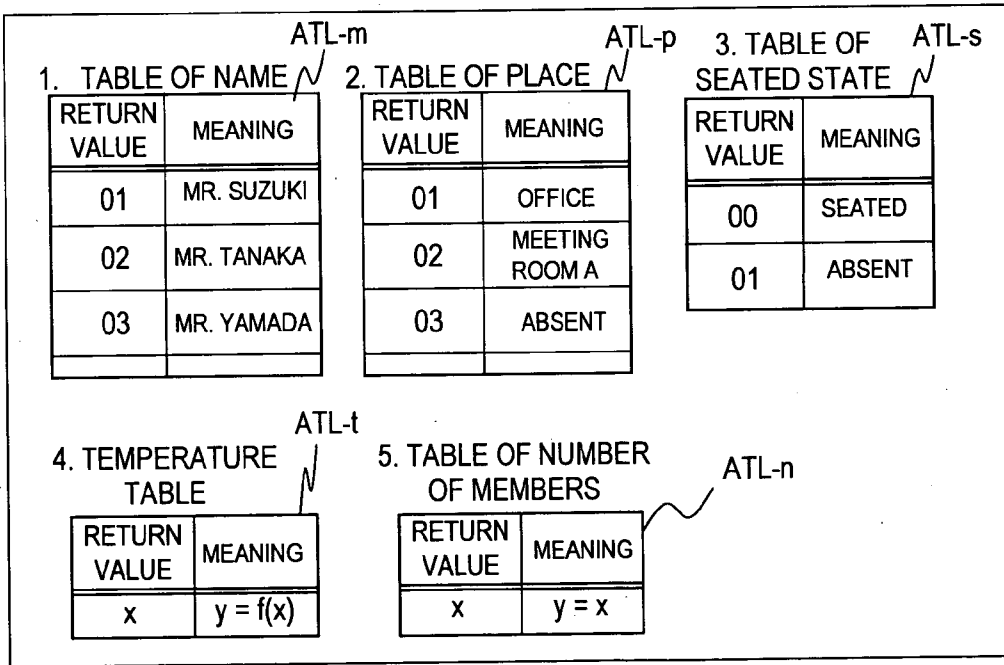 ATL-m
1. TABLE OF NAME
RETURN VALUE MEANING
01 MR. SUZUKI
02 MR. TANAKA
03 MR. YAMADA
ATL-p
2. TABLE OF PLACE
RETURN VALUE MEANING
01 OFFICE
02 MEETING ROOM A
03 ABSENT
ATL-s
3. TABLE OF
SEATED STATE
RETURN VALUE MEANING
00 SEATED
01 ABSENT
ATL-t
4. TEMPERATURE
TABLE
RETURN VALUE MEANING
x y = f(x)
ATL-n
5. TABLE OF NUMBER
OF MEMBERS
RETURN VALUE MEANING
x y = x